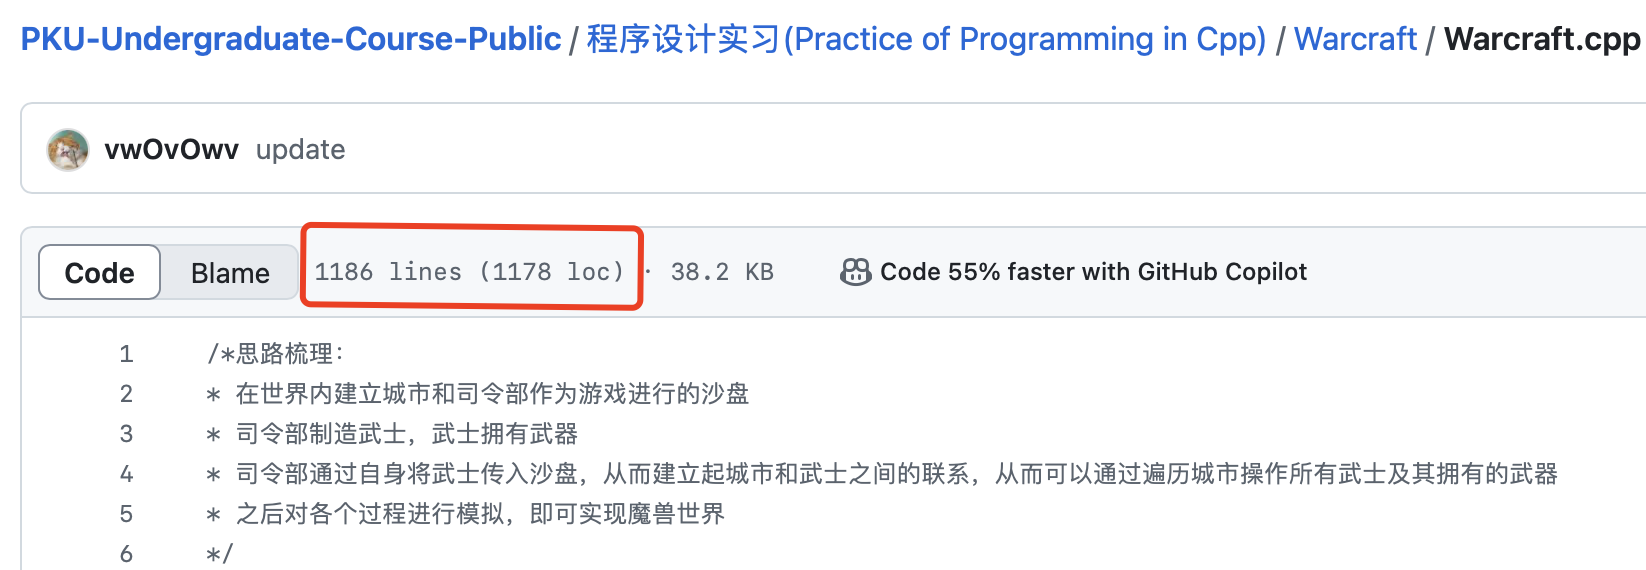 PKU-Undergraduate-Course-Public / 程序设计实习(Practice of Programming in Cpp) / Warcraft / Warcraft.cpp
vwOvOwv update
Code Blame 1186 lines (1178 loc) · 38.2 KB Code 55% faster with GitHub Copilot
1 /*思路梳理：
2 * 在世界内建立城市和司令部作为游戏进行的沙盘
3 * 司令部制造武士，武士拥有武器
4 * 司令部通过自身将武士传入沙盘，从而建立起城市和武士之间的联系，从而可以通过遍历城市操作所有武士及其拥有的武器
5 * 之后对各个过程进行模拟，即可实现魔兽世界
6 */